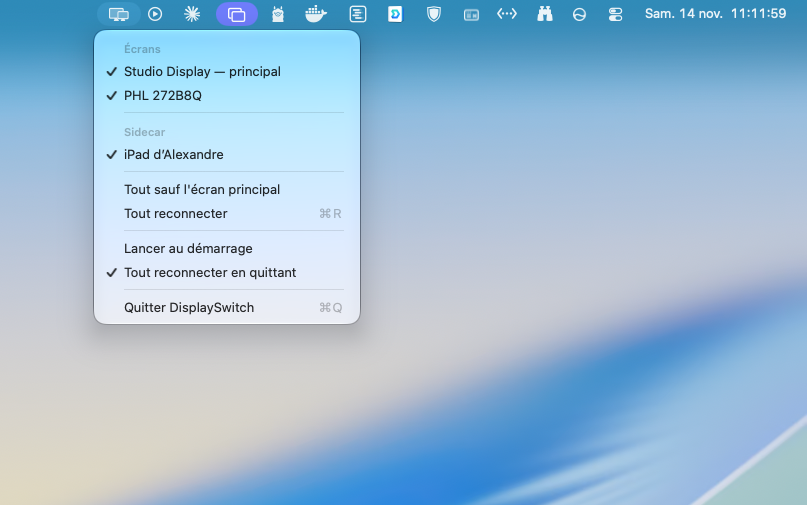 Sam. 14 nov. 11:11:59
Écrans
✓ Studio Display — principal
✓ PHL 272B8Q
Sidecar
✓ iPad d’Alexandre
Tout sauf l'écran principal
Tout reconnecter ⌘R
Lancer au démarrage
✓ Tout reconnecter en quittant
Quitter DisplaySwitch ⌘Q